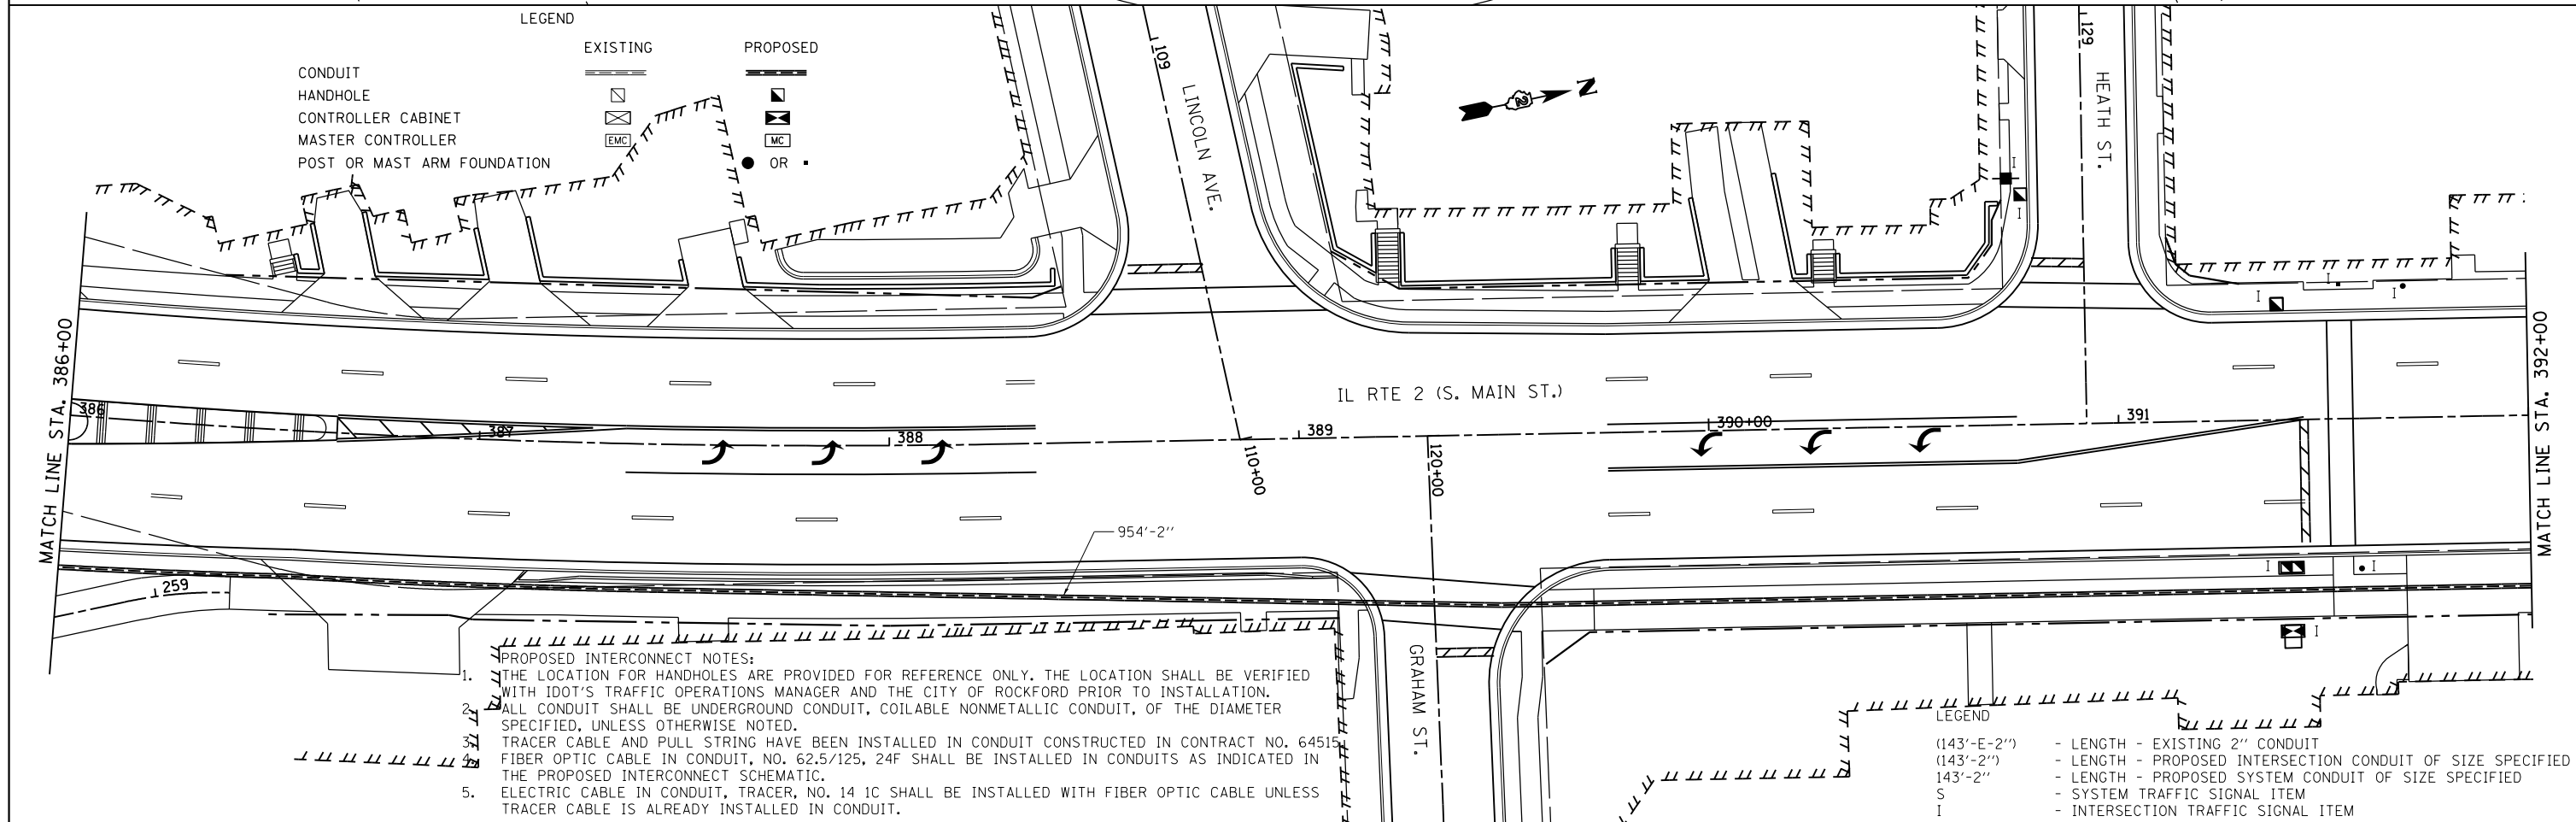 LEGEND
EXISTING PROPOSED
CONDUIT
HANDHOLE
CONTROLLER CABINET
MASTER CONTROLLER EMC MC
POST OR MAST ARM FOUNDATION OR
109
LINCOLN AVE.
2
N
129
HEATH ST.
I
I
I
I
I
MATCH LINE STA. 386+00
386
387
388
110+00
389
IL RTE 2 (S. MAIN ST.)
120+00
390+00
391
MATCH LINE STA. 392+00
954'-2"
259
I
I
I
GRAHAM ST.
PROPOSED INTERCONNECT NOTES:
1. THE LOCATION FOR HANDHOLES ARE PROVIDED FOR REFERENCE ONLY. THE LOCATION SHALL BE VERIFIED
WITH IDOT'S TRAFFIC OPERATIONS MANAGER AND THE CITY OF ROCKFORD PRIOR TO INSTALLATION.
2. ALL CONDUIT SHALL BE UNDERGROUND CONDUIT, COILABLE NONMETALLIC CONDUIT, OF THE DIAMETER
SPECIFIED, UNLESS OTHERWISE NOTED.
3. TRACER CABLE AND PULL STRING HAVE BEEN INSTALLED IN CONDUIT CONSTRUCTED IN CONTRACT NO. 64515.
4. FIBER OPTIC CABLE IN CONDUIT, NO. 62.5/125, 24F SHALL BE INSTALLED IN CONDUITS AS INDICATED IN
THE PROPOSED INTERCONNECT SCHEMATIC.
5. ELECTRIC CABLE IN CONDUIT, TRACER, NO. 14 1C SHALL BE INSTALLED WITH FIBER OPTIC CABLE UNLESS
TRACER CABLE IS ALREADY INSTALLED IN CONDUIT.
LEGEND
(143'-E-2") - LENGTH - EXISTING 2" CONDUIT
(143'-2") - LENGTH - PROPOSED INTERSECTION CONDUIT OF SIZE SPECIFIED
143'-2" - LENGTH - PROPOSED SYSTEM CONDUIT OF SIZE SPECIFIED
S - SYSTEM TRAFFIC SIGNAL ITEM
I - INTERSECTION TRAFFIC SIGNAL ITEM